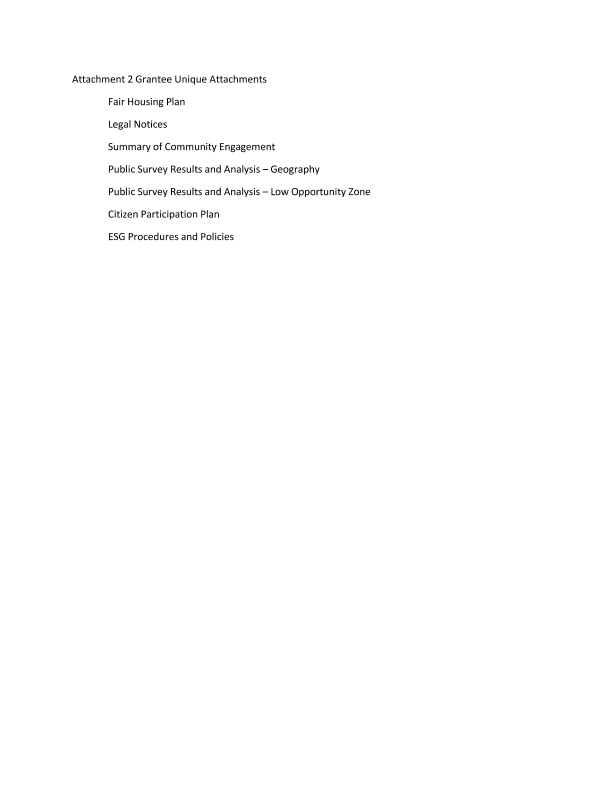 Attachment 2 Grantee Unique Attachments
Fair Housing Plan
Legal Notices
Summary of Community Engagement
Public Survey Results and Analysis – Geography
Public Survey Results and Analysis – Low Opportunity Zone
Citizen Participation Plan
ESG Procedures and Policies